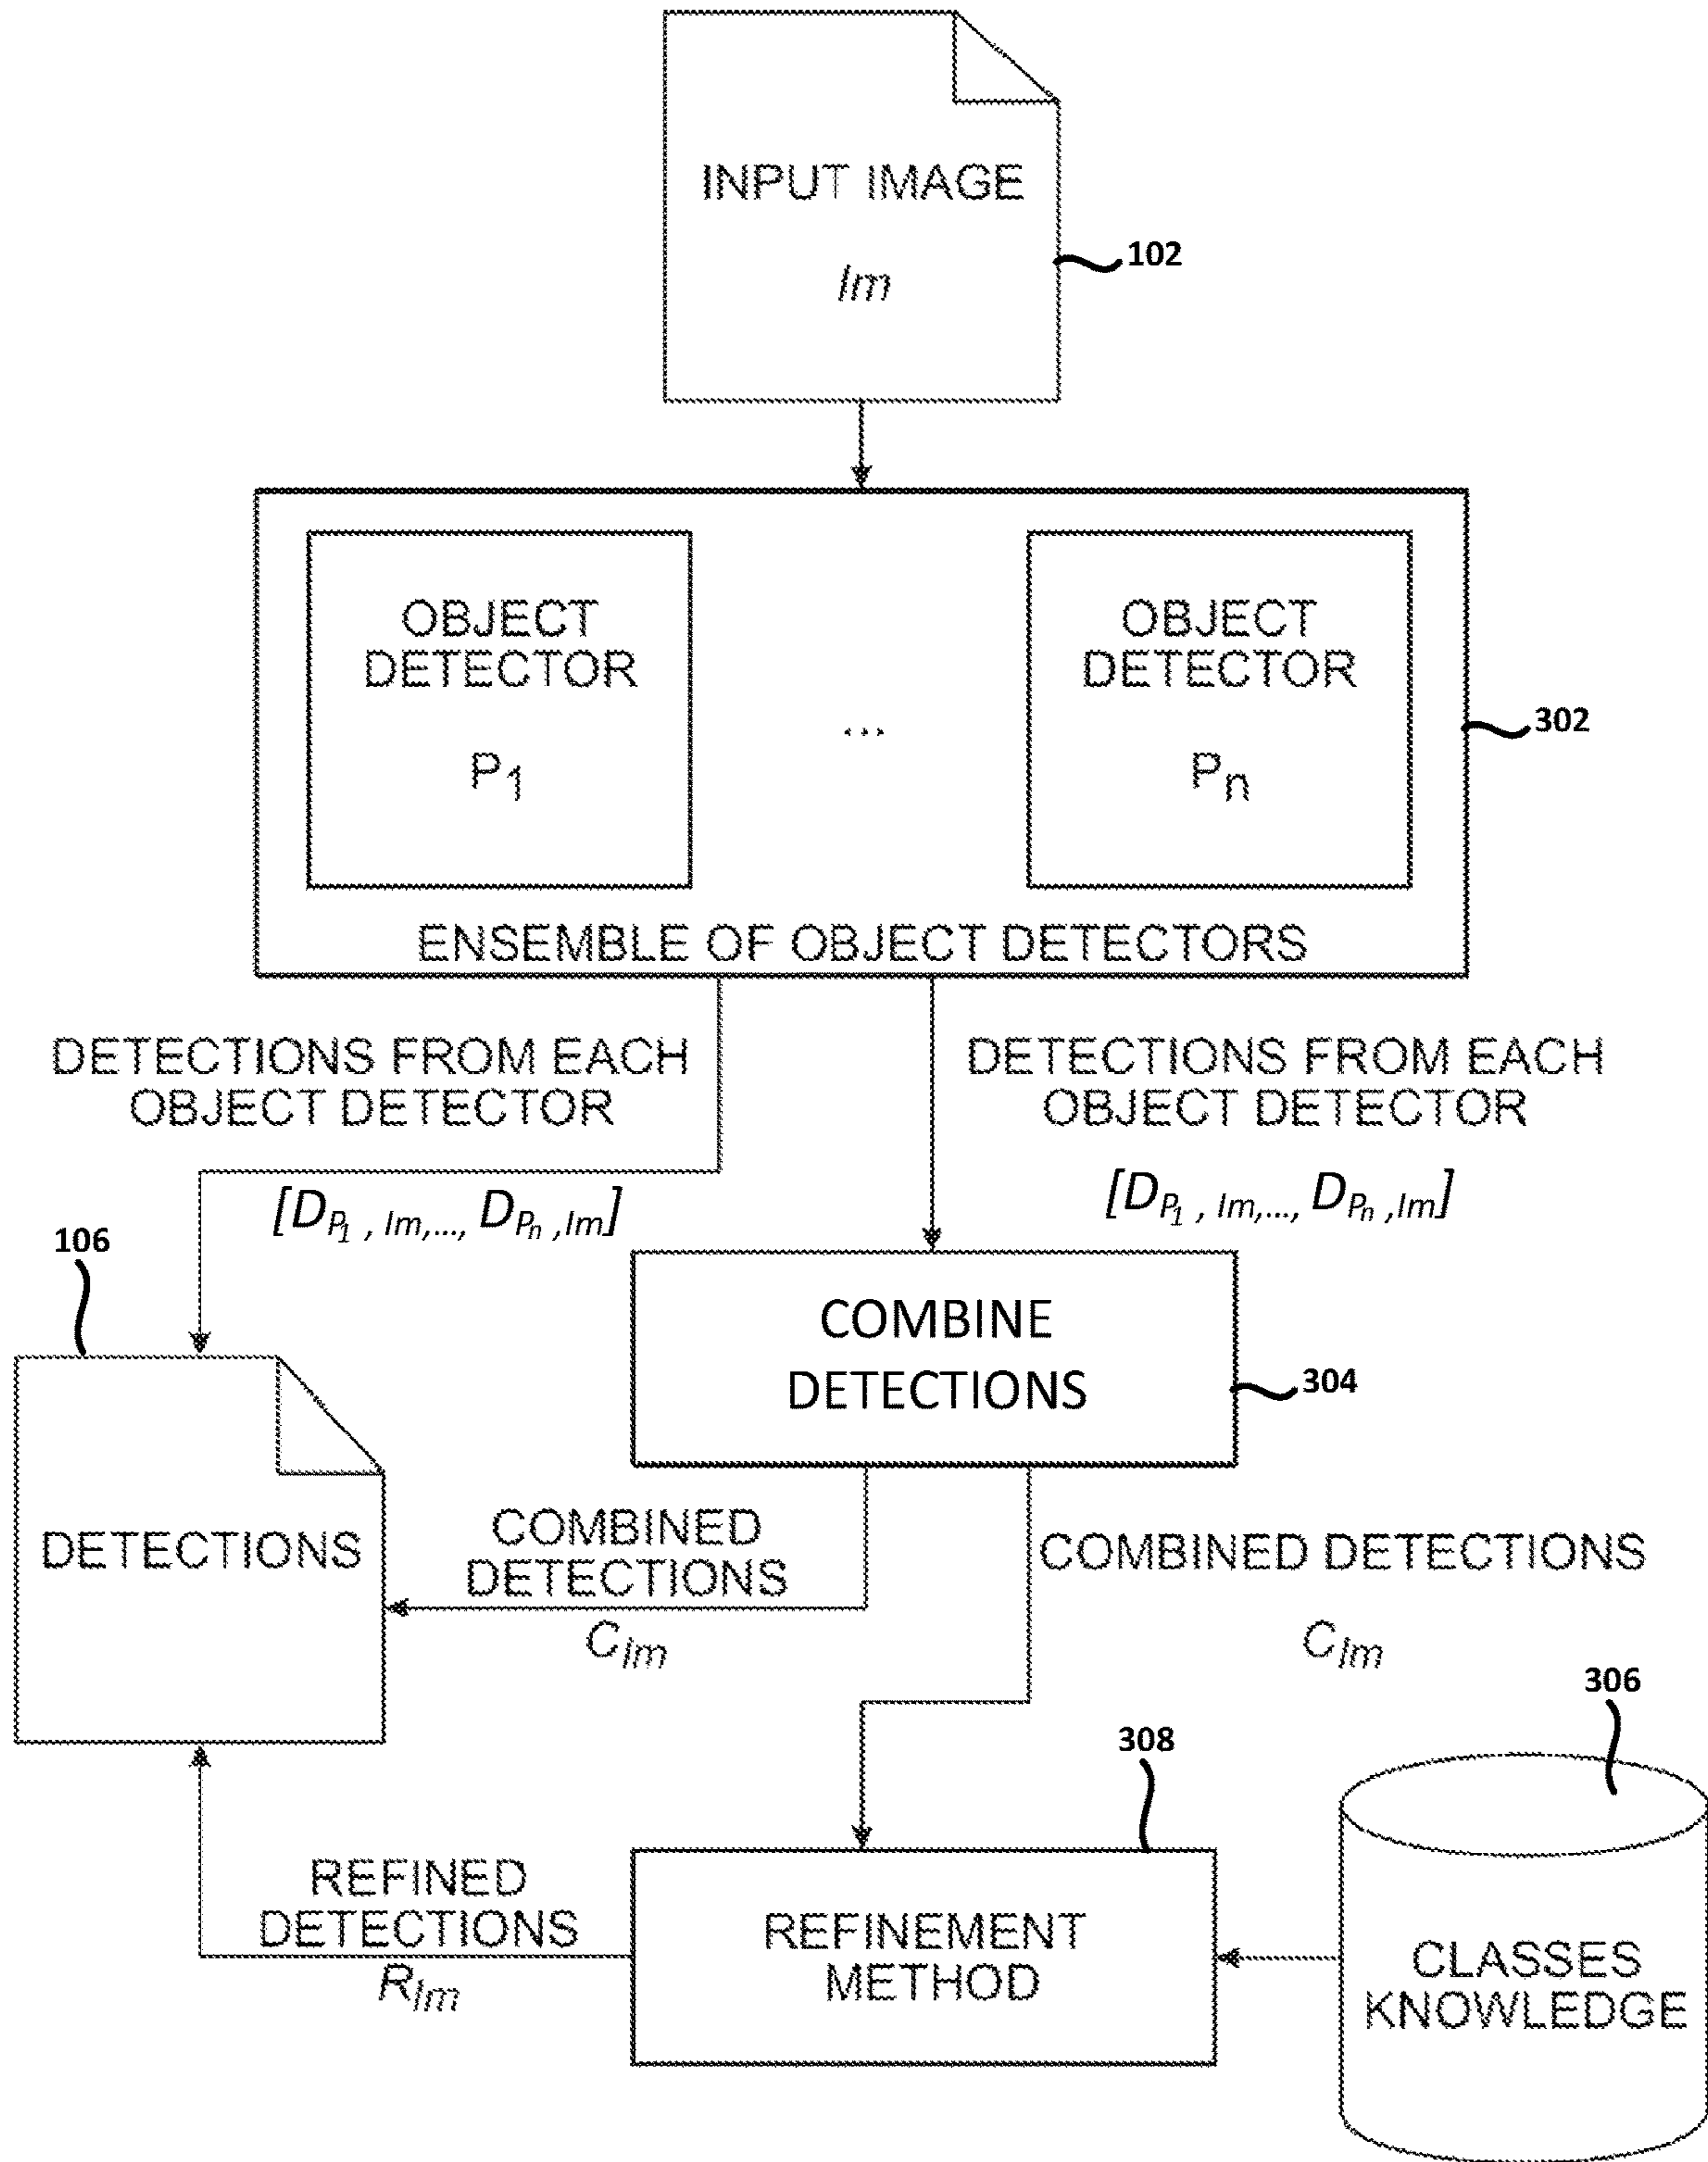 INPUT IMAGE
Im
102
OBJECT
DETECTOR
P1
...
OBJECT
DETECTOR
Pn
302
ENSEMBLE OF OBJECT DETECTORS
DETECTIONS FROM EACH
OBJECT DETECTOR
[DP1 , Im,..., DPn ,Im]
DETECTIONS FROM EACH
OBJECT DETECTOR
[DP1 , Im,..., DPn ,Im]
106
COMBINE
DETECTIONS
304
DETECTIONS
COMBINED
DETECTIONS
CIm
COMBINED DETECTIONS
CIm
306
308
REFINED
DETECTIONS
RIm
REFINEMENT
METHOD
CLASSES
KNOWLEDGE